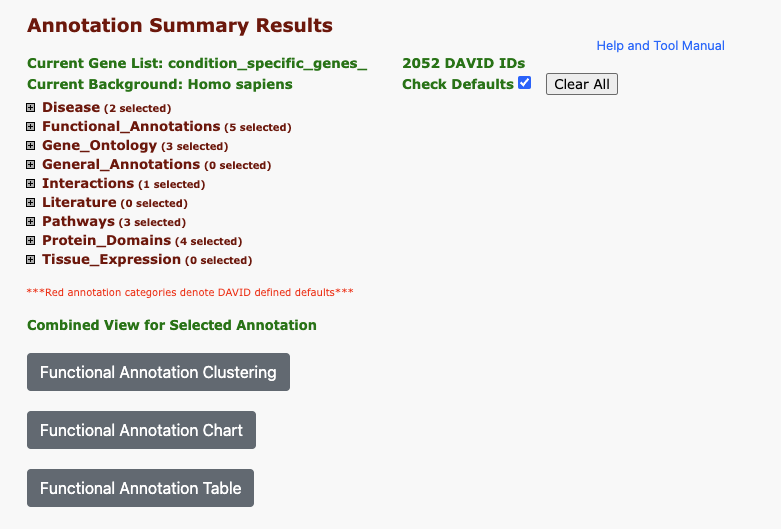 Annotation Summary Results
Help and Tool Manual
Current Gene List: condition_specific_genes_ 2052 DAVID IDs
Current Background: Homo sapiens Check Defaults Clear All
Disease (2 selected)
Functional_Annotations (5 selected)
Gene_Ontology (3 selected)
General_Annotations (0 selected)
Interactions (1 selected)
Literature (0 selected)
Pathways (3 selected)
Protein_Domains (4 selected)
Tissue_Expression (0 selected)
***Red annotation categories denote DAVID defined defaults***
Combined View for Selected Annotation
Functional Annotation Clustering
Functional Annotation Chart
Functional Annotation Table